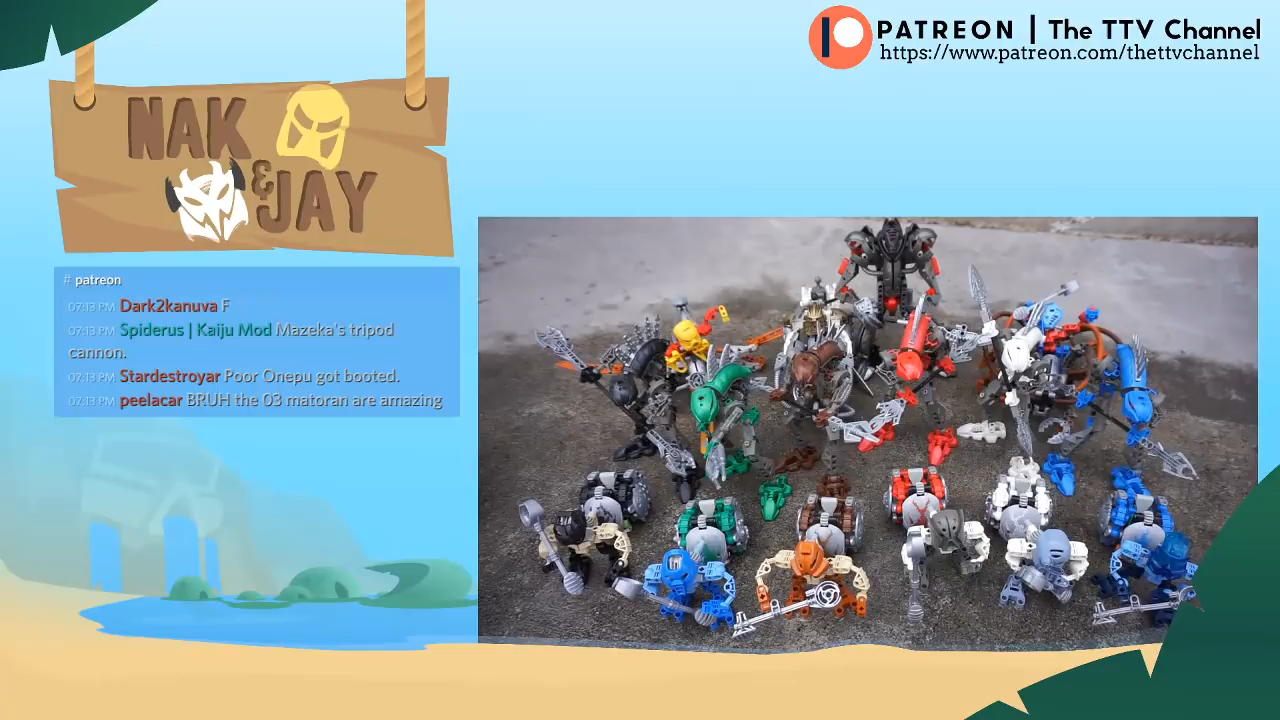 PATREON | The TTV Channel
https://www.patreon.com/thettvchannel
NAK
& JAY
# patreon
07:13 PM Dark2kanuva F
07:13 PM Spiderus | Kaiju Mod Mazeka's tripod
cannon.
07:13 PM Stardestroyar Poor Onepu got booted.
07:13 PM peelacar BRUH the 03 matoran are amazing